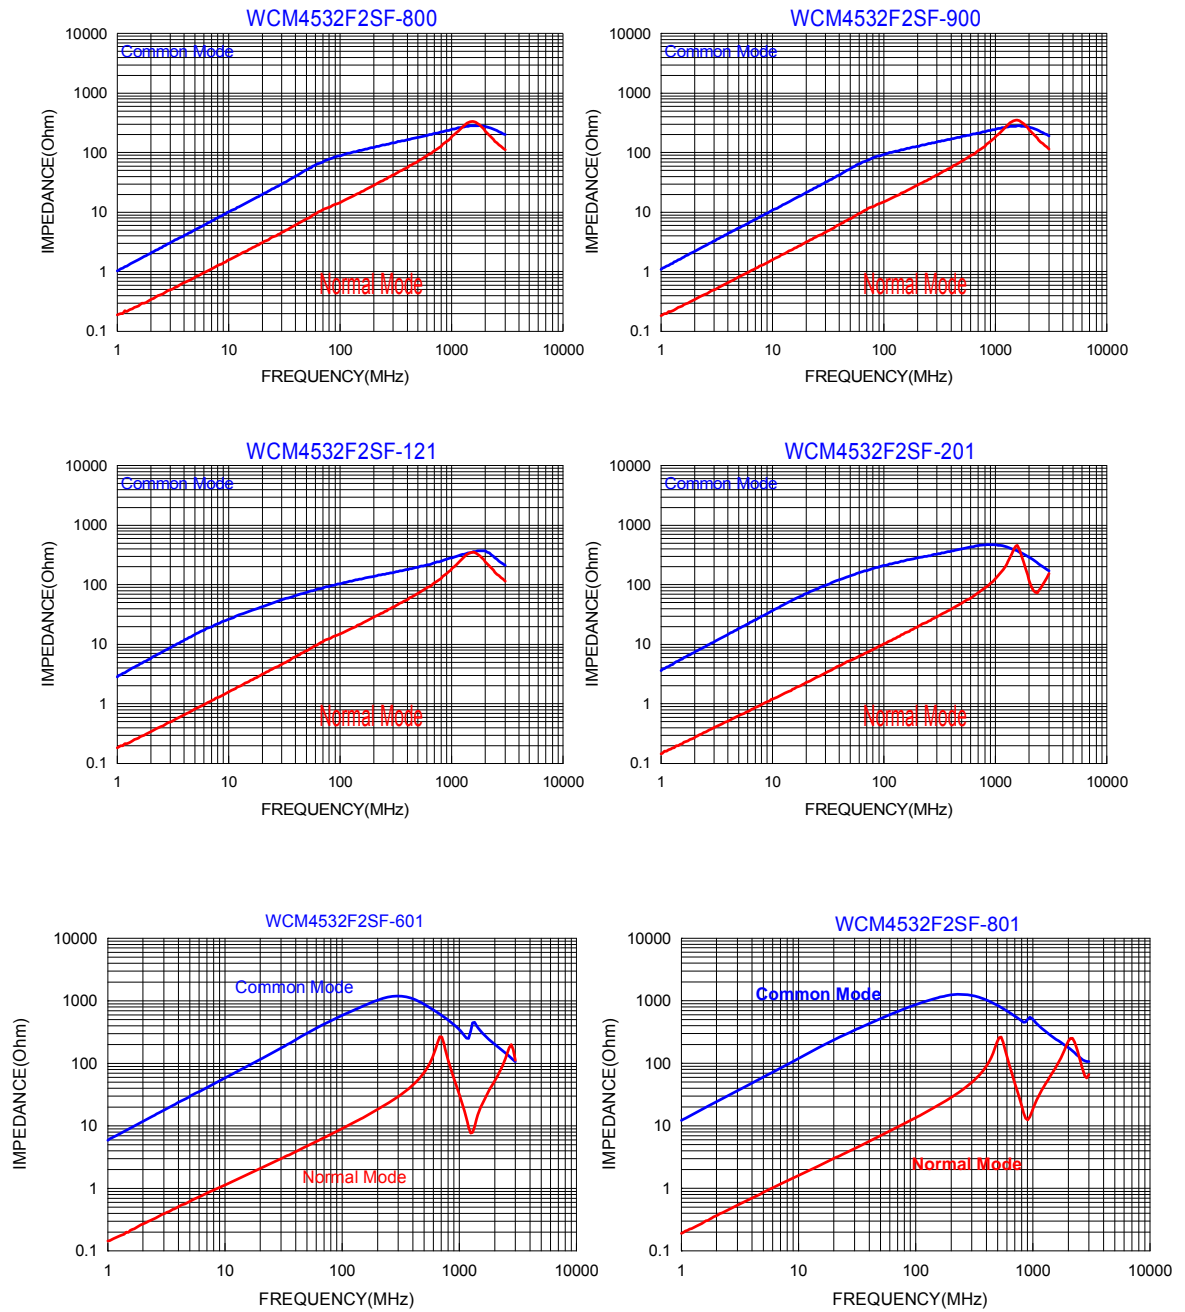 WCM4532F2SF-800
10000
Common Mode
1000
100
10
1
0.1
IMPEDANCE(Ohm)
Normal Mode
1 10 100 1000 10000
FREQUENCY(MHz)
WCM4532F2SF-900
10000
Common Mode
1000
100
10
1
0.1
IMPEDANCE(Ohm)
Normal Mode
1 10 100 1000 10000
FREQUENCY(MHz)
WCM4532F2SF-121
10000
Common Mode
1000
100
10
1
0.1
IMPEDANCE(Ohm)
Normal Mode
1 10 100 1000 10000
FREQUENCY(MHz)
WCM4532F2SF-201
10000
Common Mode
1000
100
10
1
0.1
IMPEDANCE(Ohm)
Normal Mode
1 10 100 1000 10000
FREQUENCY(MHz)
WCM4532F2SF-601
10000
Common Mode
1000
100
10
1
0.1
IMPEDANCE(Ohm)
Normal Mode
1 10 100 1000 10000
FREQUENCY(MHz)
WCM4532F2SF-801
10000
Common Mode
1000
100
10
1
0.1
IMPEDANCE(Ohm)
Normal Mode
1 10 100 1000 10000
FREQUENCY(MHz)